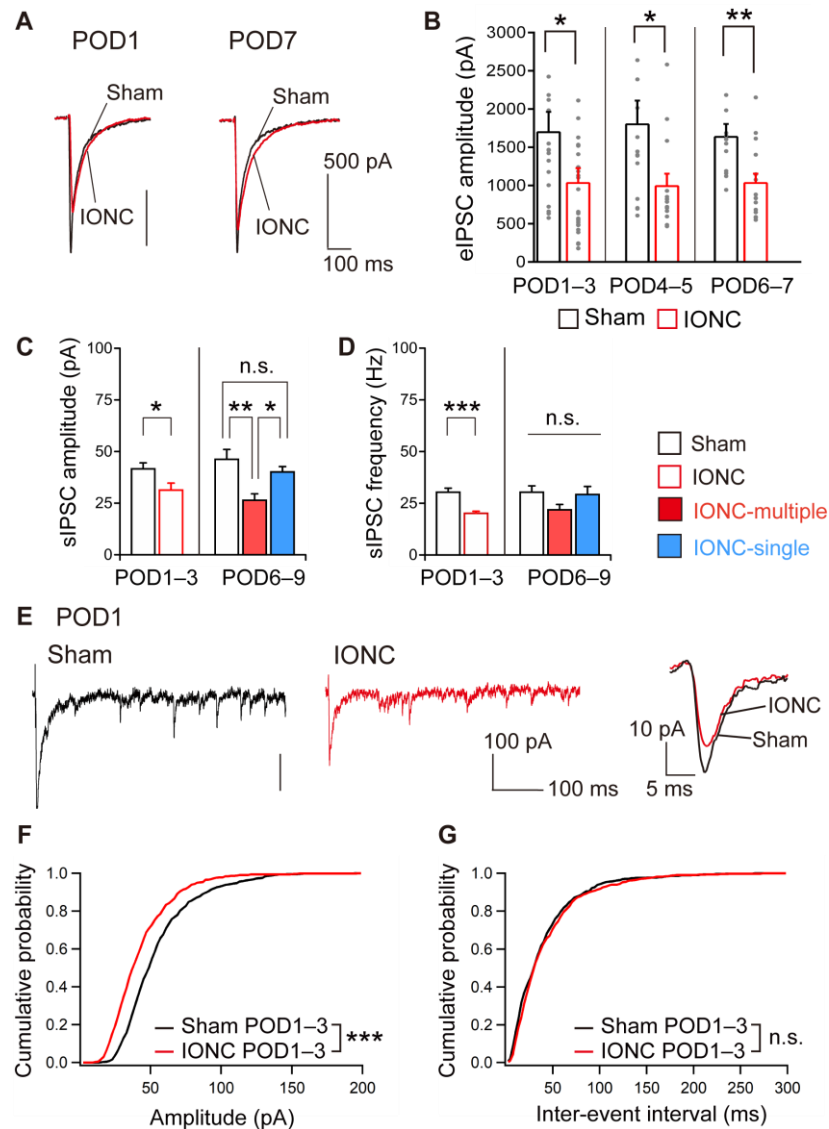 A
POD1
POD7
Sham
IONC
Sham
IONC
500 pA
100 ms
B
eIPSC amplitude (pA)
3000
2500
2000
1500
1000
500
0
*
*
**
POD1–3
POD4–5
POD6–7
Sham
IONC
C
sIPSC amplitude (pA)
100
75
50
25
0
*
n.s.
**
*
POD1–3
POD6–9
D
sIPSC frequency (Hz)
100
75
50
25
0
***
n.s.
POD1–3
POD6–9
Sham
IONC
IONC-multiple
IONC-single
E
POD1
Sham
IONC
100 pA
100 ms
10 pA
5 ms
IONC
Sham
F
Cumulative probability
1.0
0.8
0.6
0.4
0.2
0.0
Sham POD1–3
IONC POD1–3
***
50
100
150
200
Amplitude (pA)
G
Cumulative probability
1.0
0.8
0.6
0.4
0.2
0.0
Sham POD1–3
IONC POD1–3
n.s.
50
100
150
200
250
300
Inter-event interval (ms)